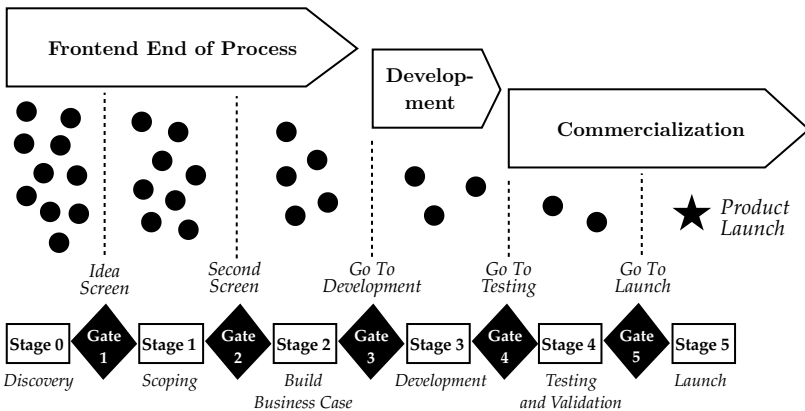 Frontend End of Process
Develop-
ment
Commercialization
Product
Launch
Idea
Screen
Second
Screen
Go To
Development
Go To
Testing
Go To
Launch
Stage 0
Gate
1
Stage 1
Gate
2
Stage 2
Gate
3
Stage 3
Gate
4
Stage 4
Gate
5
Stage 5
Discovery
Scoping
Build
Business Case
Development
Testing
and Validation
Launch